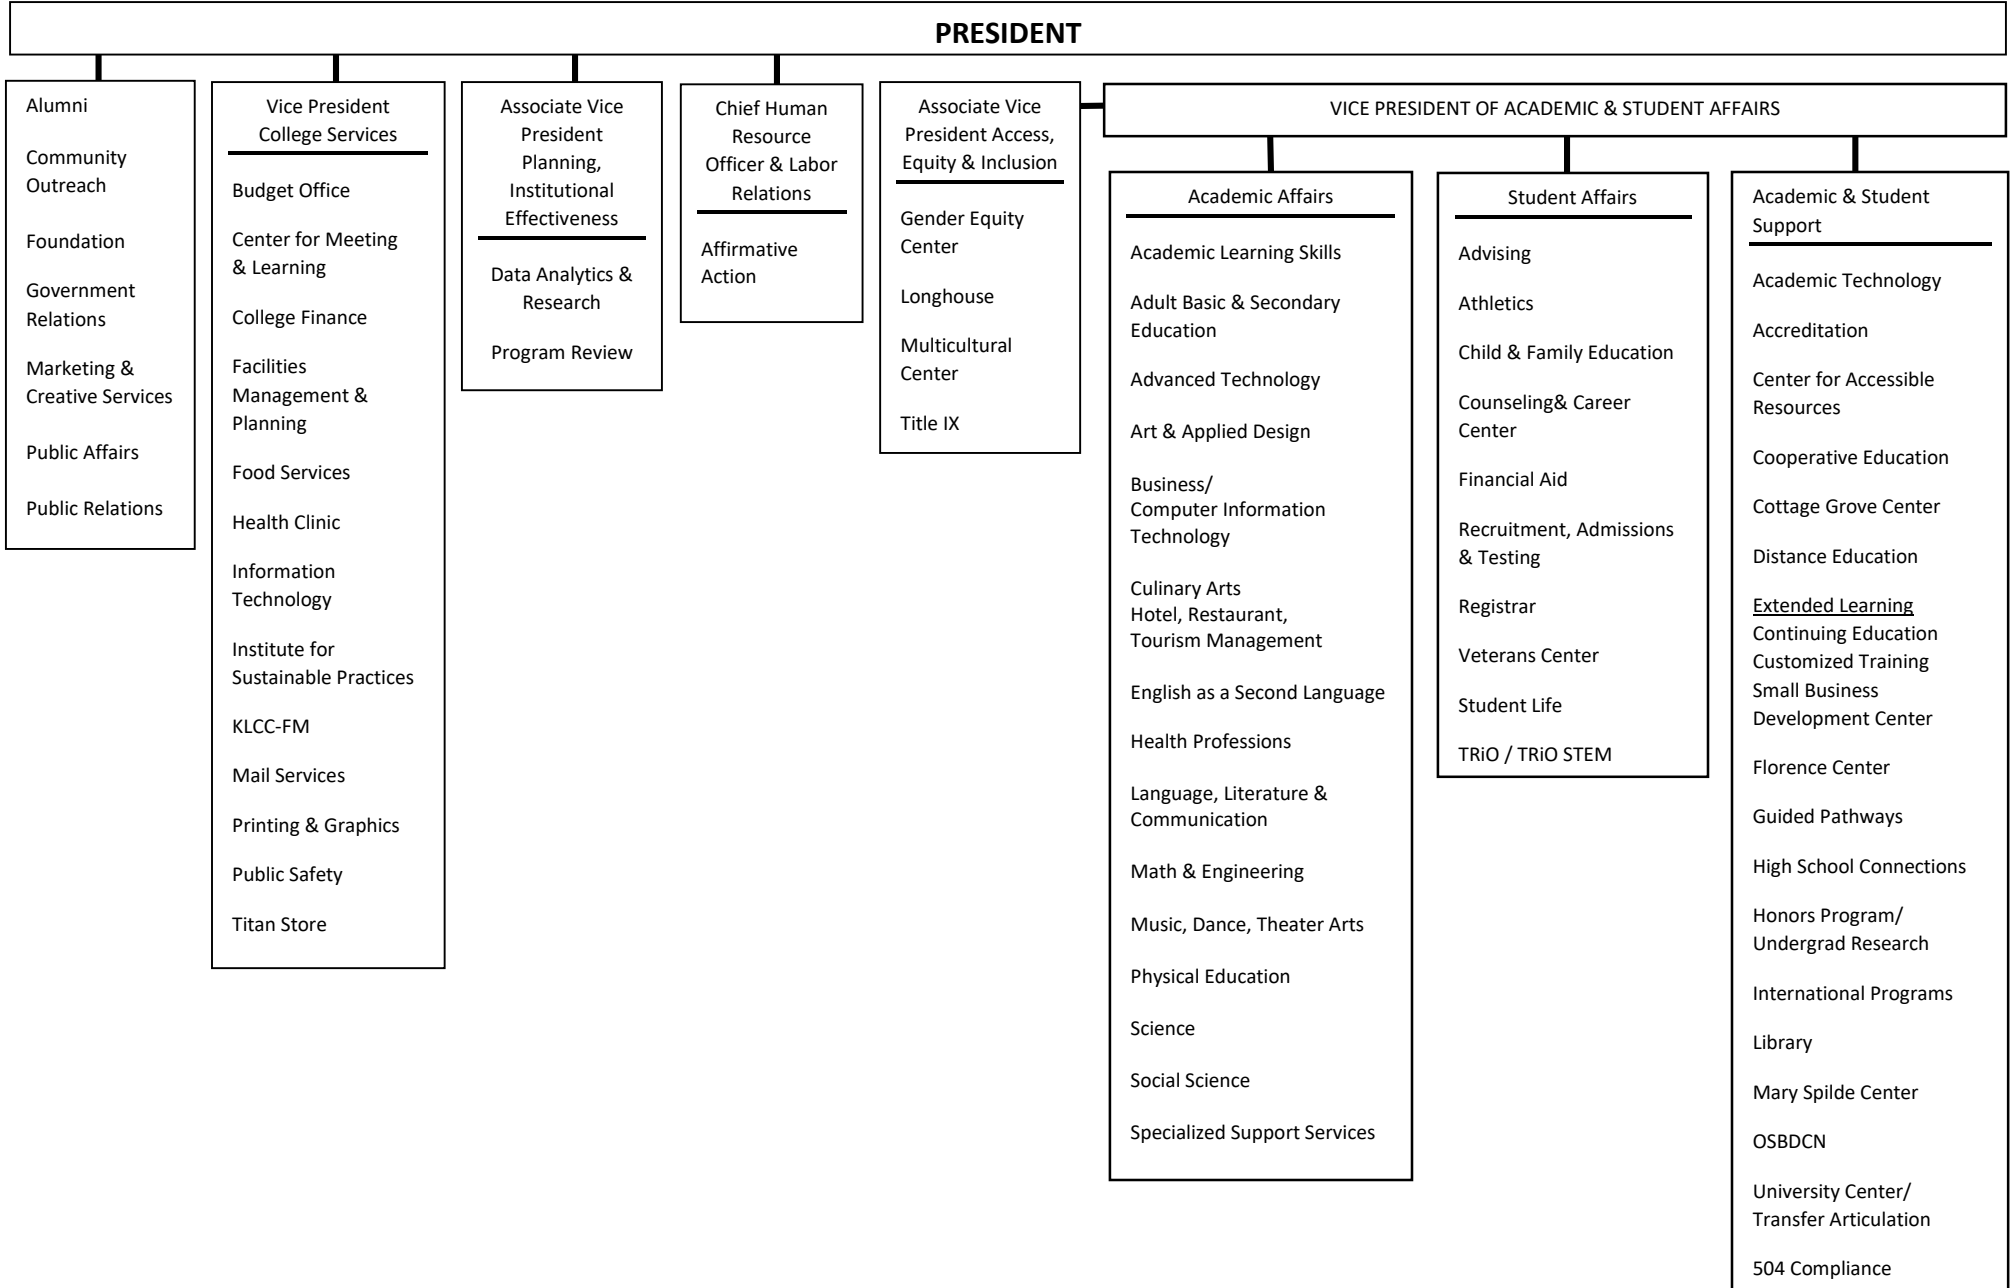 PRESIDENT
Alumni
Community
Outreach
Foundation
Government
Relations
Marketing &
Creative Services
Public Affairs
Public Relations
Vice President
College Services
Budget Office
Center for Meeting
& Learning
College Finance
Facilities
Management &
Planning
Food Services
Health Clinic
Information
Technology
Institute for
Sustainable Practices
KLCC-FM
Mail Services
Printing & Graphics
Public Safety
Titan Store
Associate Vice
President
Planning,
Institutional
Effectiveness
Data Analytics &
Research
Program Review
Chief Human
Resource
Officer & Labor
Relations
Affirmative
Action
Associate Vice
President Access,
Equity & Inclusion
Gender Equity
Center
Longhouse
Multicultural
Center
Title IX
VICE PRESIDENT OF ACADEMIC & STUDENT AFFAIRS
Academic Affairs
Academic Learning Skills
Adult Basic & Secondary
Education
Advanced Technology
Art & Applied Design
Business/
Computer Information
Technology
Culinary Arts
Hotel, Restaurant,
Tourism Management
English as a Second Language
Health Professions
Language, Literature &
Communication
Math & Engineering
Music, Dance, Theater Arts
Physical Education
Science
Social Science
Specialized Support Services
Student Affairs
Advising
Athletics
Child & Family Education
Counseling& Career
Center
Financial Aid
Recruitment, Admissions
& Testing
Registrar
Veterans Center
Student Life
TRiO / TRiO STEM
Academic & Student
Support
Academic Technology
Accreditation
Center for Accessible
Resources
Cooperative Education
Cottage Grove Center
Distance Education
Extended Learning
Continuing Education
Customized Training
Small Business
Development Center
Florence Center
Guided Pathways
High School Connections
Honors Program/
Undergrad Research
International Programs
Library
Mary Spilde Center
OSBDCN
University Center/
Transfer Articulation
504 Compliance